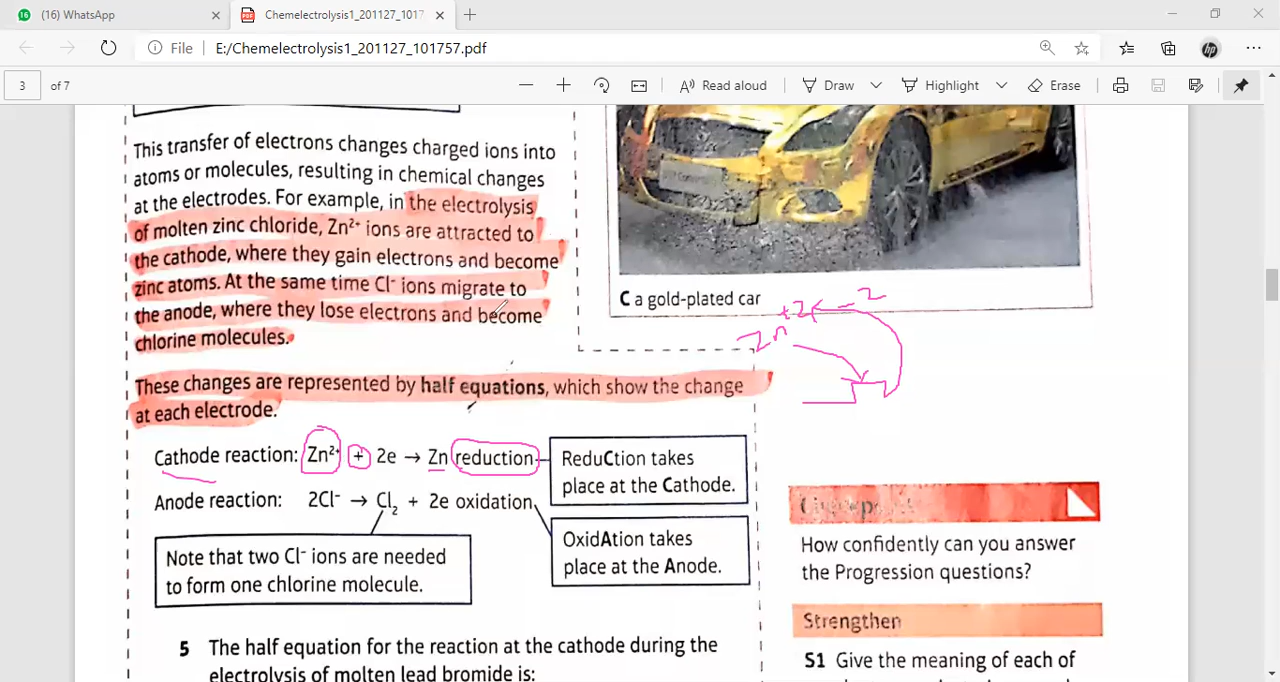 (16) WhatsApp
Chemelectrolysis1_201127_1017
File
E:/Chemelectrolysis1_201127_101757.pdf
3
of 7
Read aloud
Draw
Highlight
Erase
This transfer of electrons changes charged ions into
atoms or molecules, resulting in chemical changes
at the electrodes. For example, in the electrolysis
of molten zinc chloride, Zn²⁺ ions are attracted to
the cathode, where they gain electrons and become
zinc atoms. At the same time Cl⁻ ions migrate to
the anode, where they lose electrons and become
chlorine molecules.
C a gold-plated car
Zn +2 ← 2
These changes are represented by half equations, which show the change
at each electrode.
Cathode reaction: Zn²⁺ + 2e → Zn reduction
ReduCtion takes
place at the Cathode.
Anode reaction: 2Cl⁻ → Cl₂ + 2e oxidation
OxidAtion takes
place at the Anode.
Note that two Cl⁻ ions are needed
to form one chlorine molecule.
5 The half equation for the reaction at the cathode during the
electrolysis of molten lead bromide is:
How confidently can you answer
the Progression questions?
Strengthen
S1 Give the meaning of each of